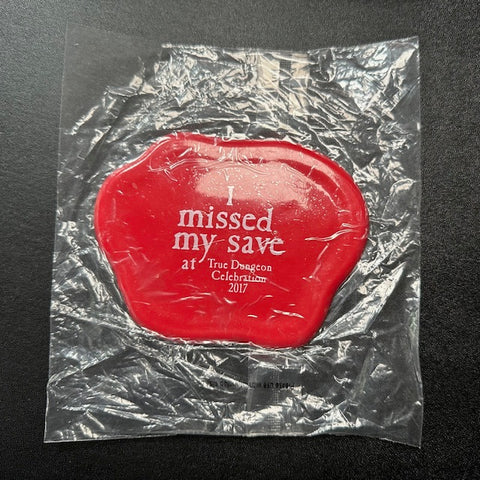 I
missed
my save
at True Dungeon
Celebration
2017